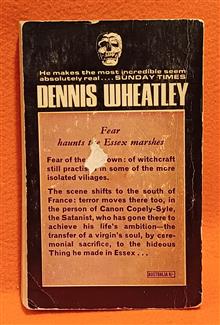 He makes the most incredible seem
absolutely real.... SUNDAY TIMES
DENNIS WHEATLEY
Fear
haunts the Essex marshes
Fear of the own: of witchcraft
still practis in some of the more
isolated villages.
The scene shifts to the south of
France: terror moves there too, in
the person of Canon Copely-Syle,
the Satanist, who has gone there to
achieve his life's ambition—the
transfer of a virgin's soul, by cere-
monial sacrifice, to the hideous
Thing he made in Essex...
AUSTRALIA